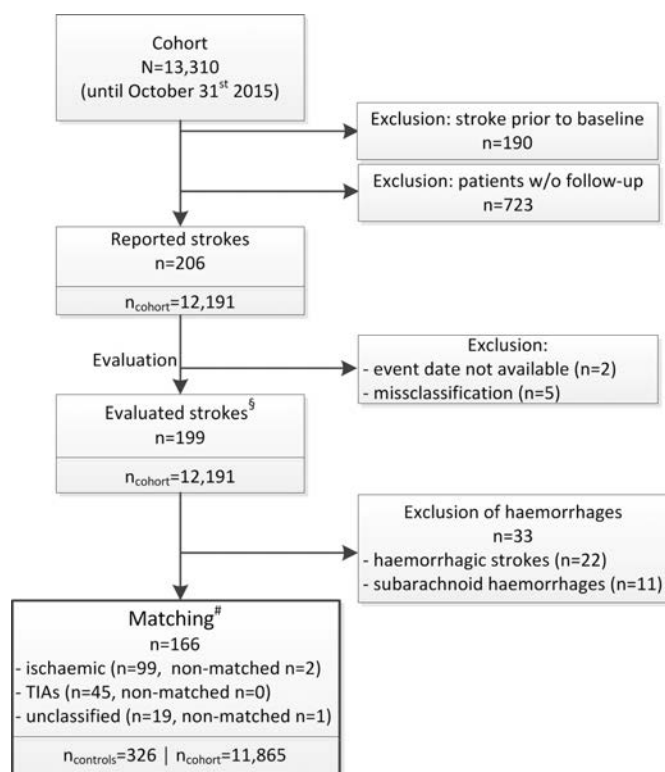 Cohort
N=13,310
(until October 31st 2015)
Exclusion: stroke prior to baseline
n=190
Exclusion: patients w/o follow-up
n=723
Reported strokes
n=206
ncohort=12,191
Evaluation
Exclusion:
- event date not available (n=2)
- missclassification (n=5)
Evaluated strokes§
n=199
ncohort=12,191
Exclusion of haemorrhages
n=33
- haemorrhagic strokes (n=22)
- subarachnoid haemorrhages (n=11)
Matching#
n=166
- ischaemic (n=99, non-matched n=2)
- TIAs (n=45, non-matched n=0)
- unclassified (n=19, non-matched n=1)
ncontrols=326 | ncohort=11,865